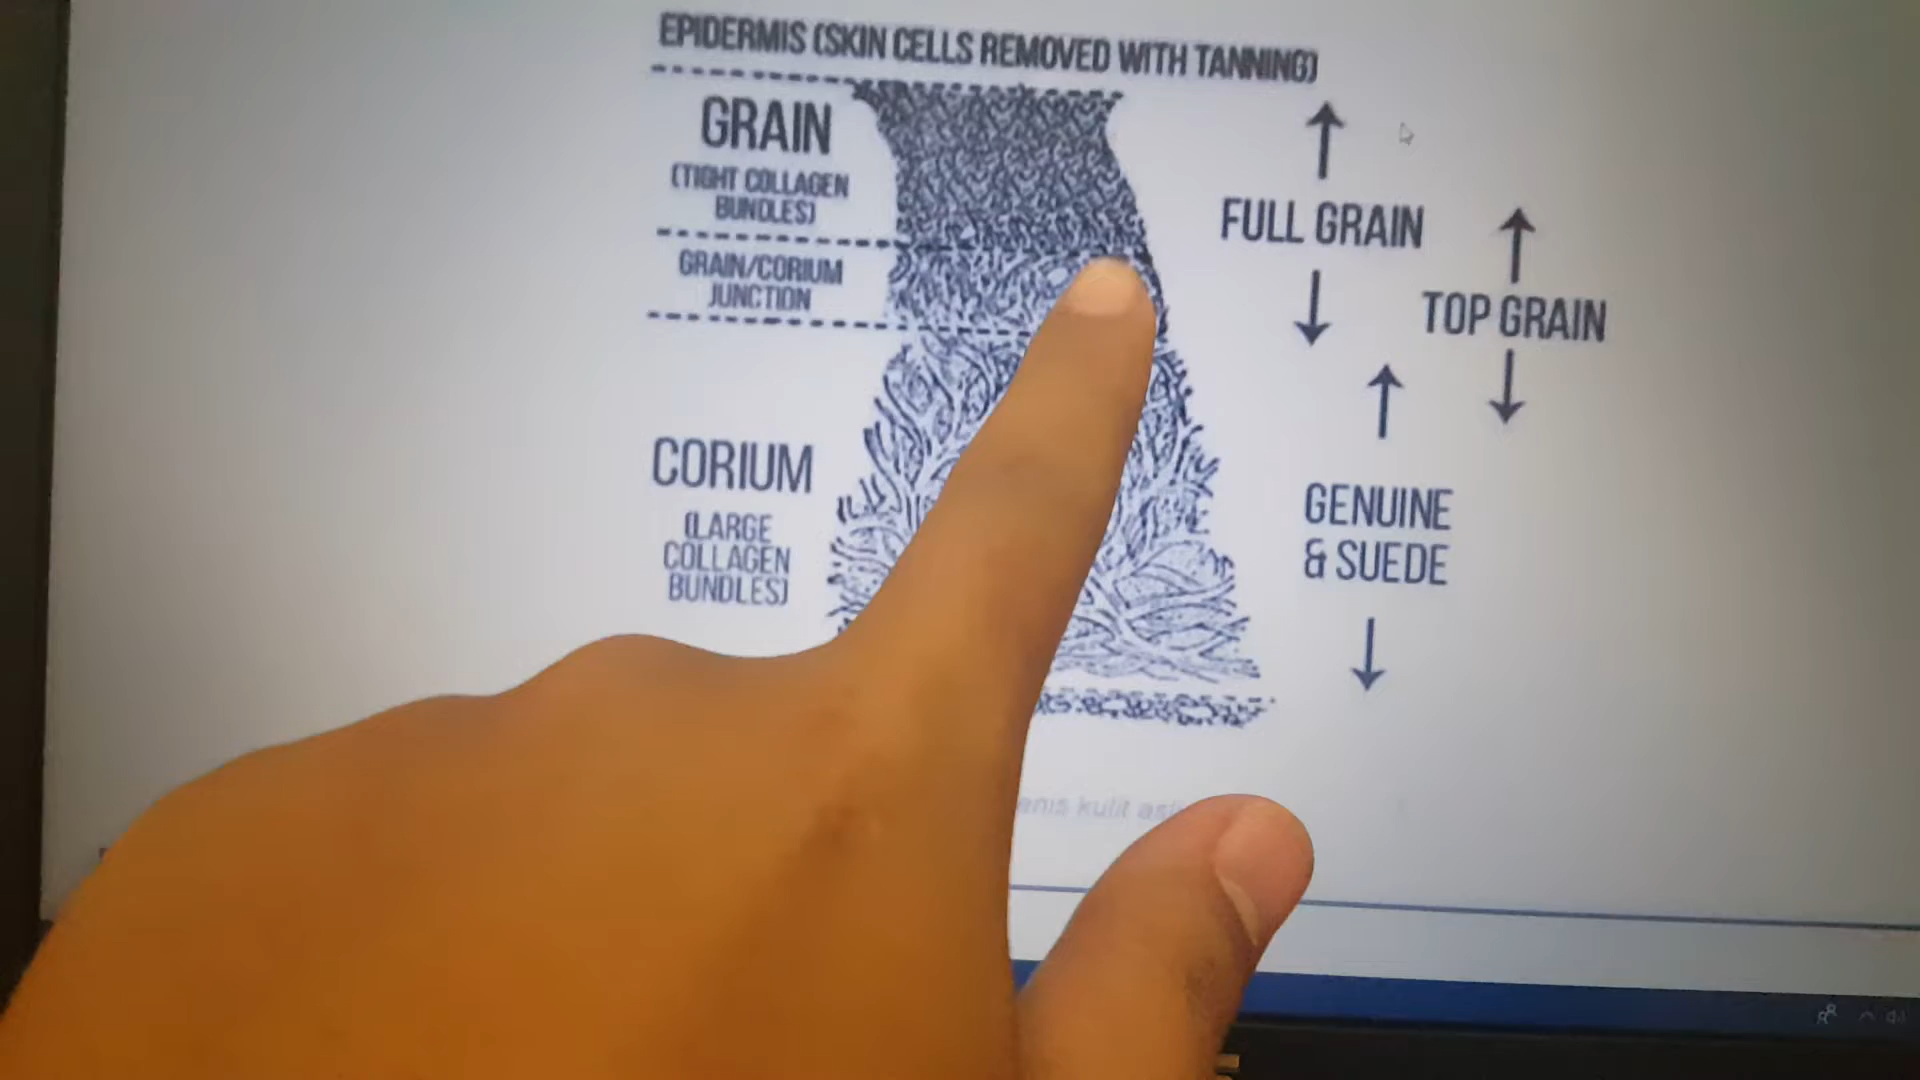 EPIDERMIS (SKIN CELLS REMOVED WITH TANNING)
GRAIN
(TIGHT COLLAGEN
BUNDLES)
GRAIN/CORIUM
JUNCTION
CORIUM
(LARGE
COLLAGEN
BUNDLES)
FULL GRAIN
TOP GRAIN
GENUINE
& SUEDE
kulit